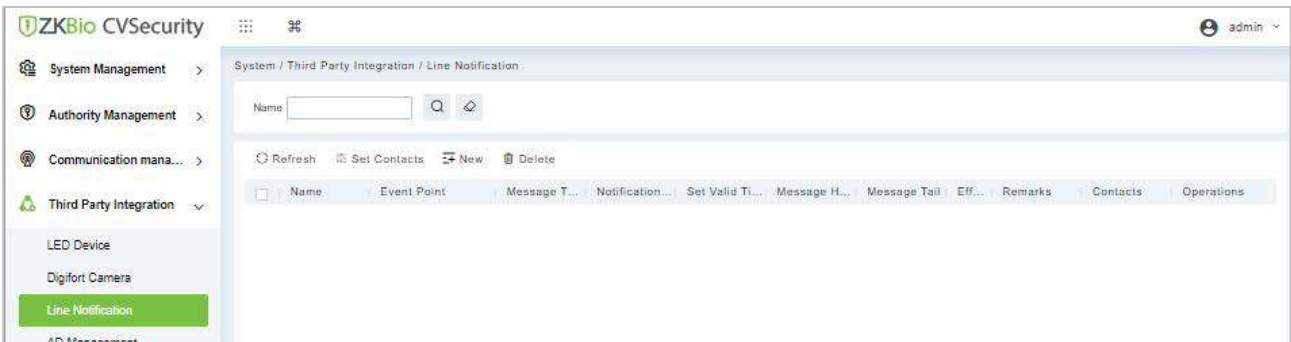 ZKBio CVSecurity
admin
System Management
System / Third Party Integration / Line Notification
Name
Authority Management
Communication mana...
Refresh Set Contacts New Delete
Name Event Point Message T... Notification... Set Valid Ti... Message H... Message Tail Eff... Remarks Contacts Operations
Third Party Integration
LED Device
Digifort Camera
Line Notification
AD Management